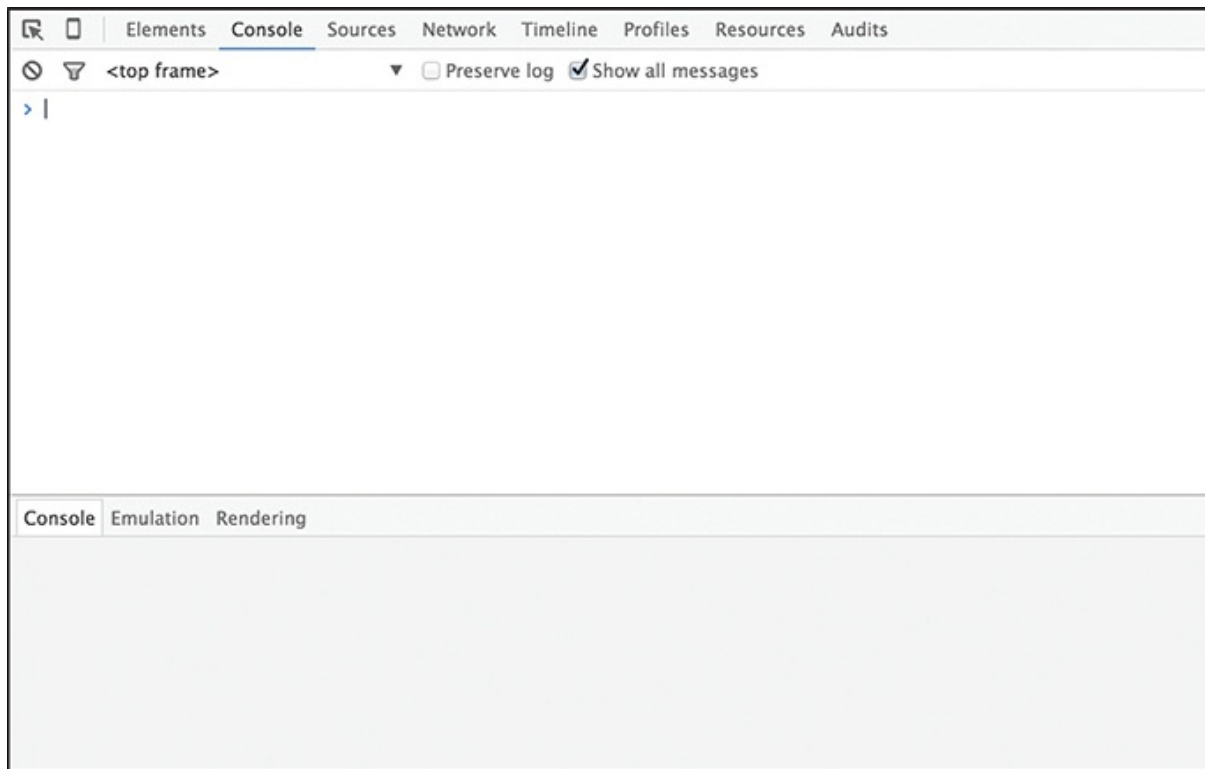 Elements Console Sources Network Timeline Profiles Resources Audits
<top frame> ▼ Preserve log Show all messages
>
Console Emulation Rendering